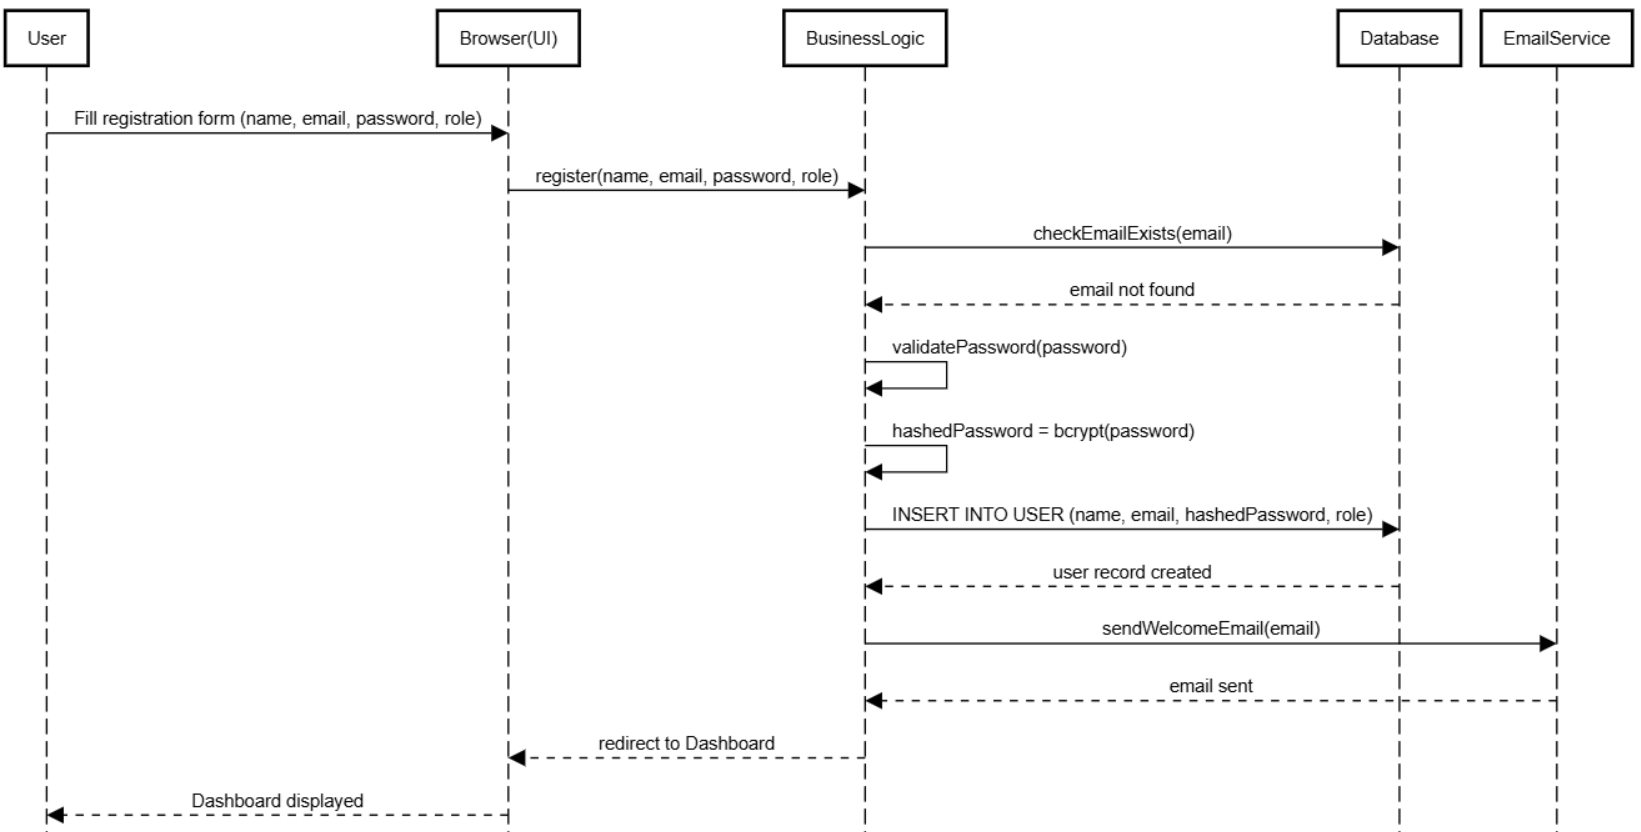 User
Browser(UI)
BusinessLogic
Database
EmailService
Fill registration form (name, email, password, role)
register(name, email, password, role)
checkEmailExists(email)
email not found
validatePassword(password)
hashedPassword = bcrypt(password)
INSERT INTO USER (name, email, hashedPassword, role)
user record created
sendWelcomeEmail(email)
email sent
redirect to Dashboard
Dashboard displayed